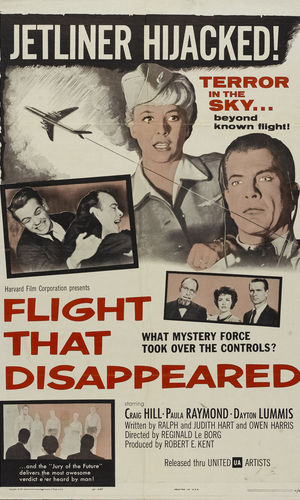 JETLINER HIJACKED!
TERROR
IN THE
SKY...
beyond
known flight!
Harvard Film Corporation presents
FLIGHT
THAT
DISAPPEARED
WHAT MYSTERY FORCE
TOOK OVER THE CONTROLS?
starring
CRAIG HILL · PAULA RAYMOND · DAYTON LUMMIS
Written by RALPH and JUDITH HART and OWEN HARRIS
Directed by REGINALD Le BORG
Produced by ROBERT E. KENT
...and the "Jury of the Future"
delivers the most awesome
verdict e'er heard by man!
Released thru UNITED UA ARTISTS